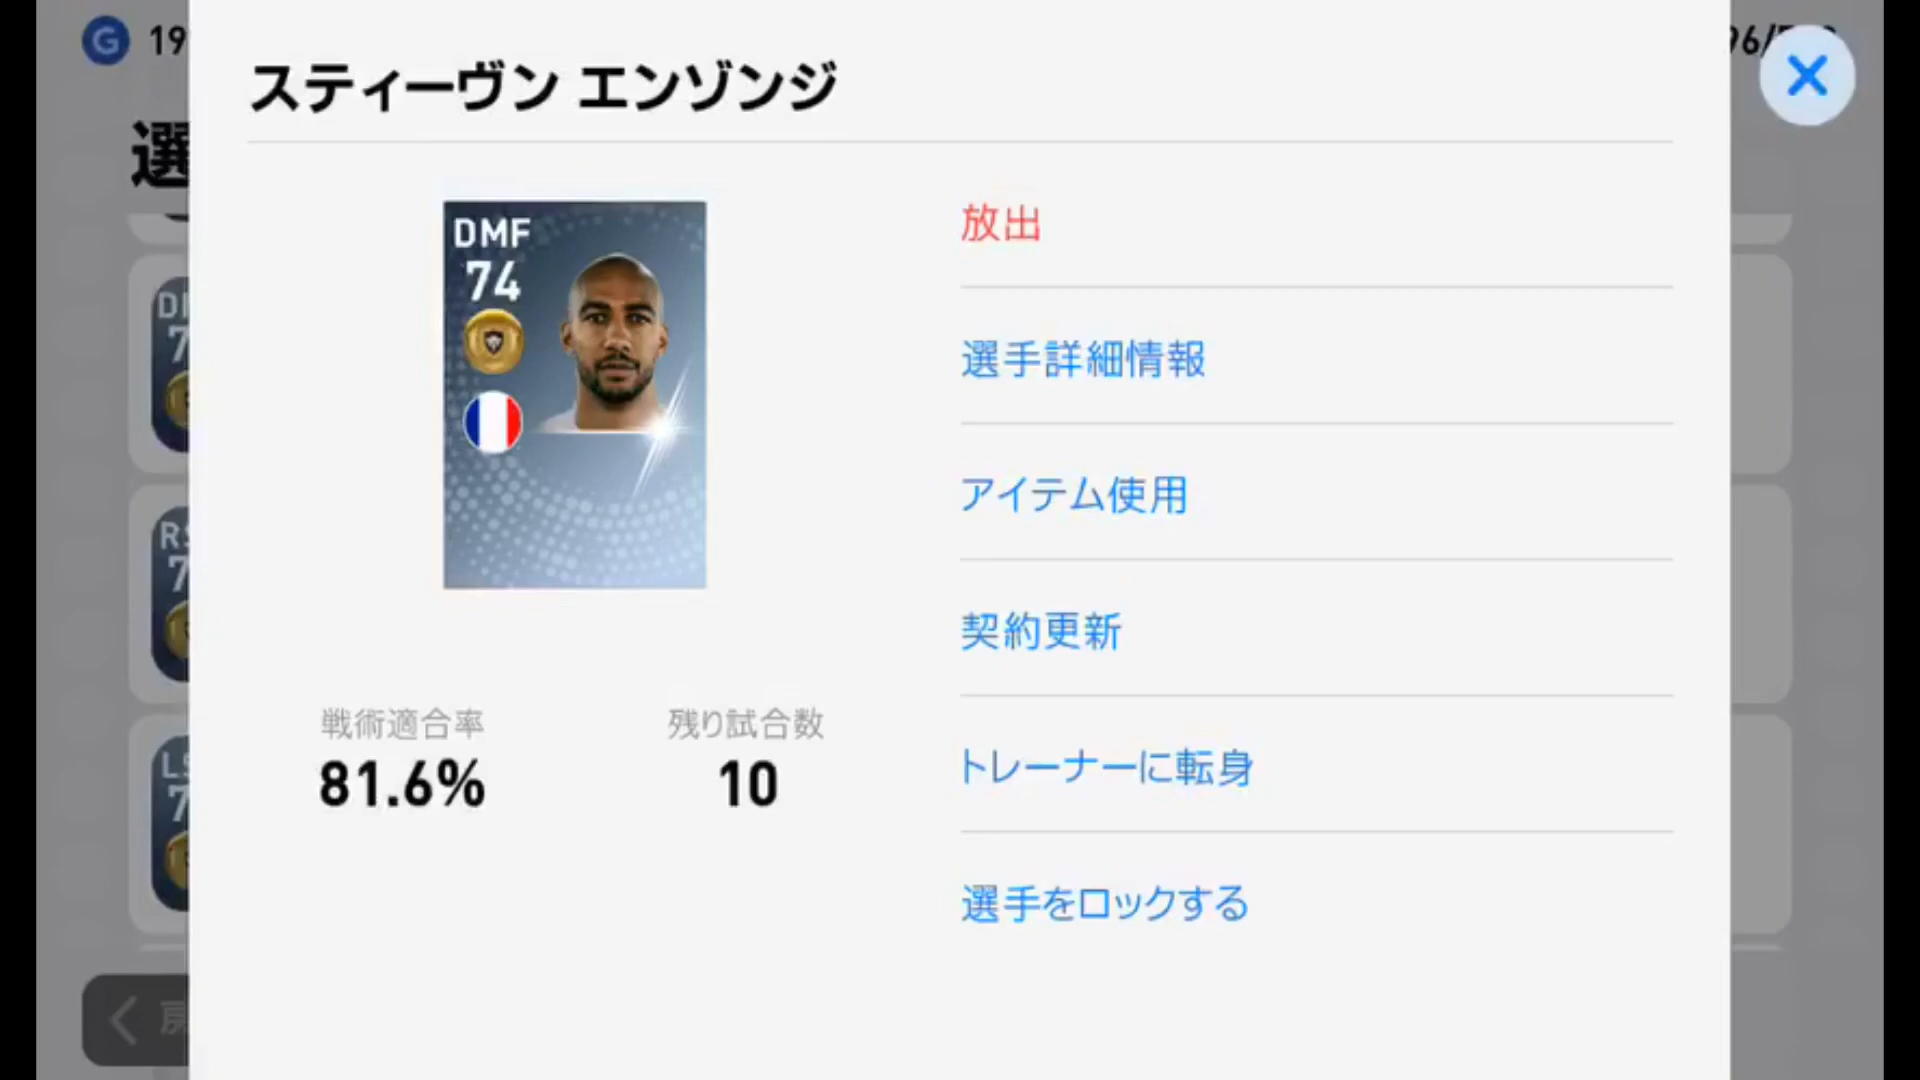 G 19
スティーヴン エンゾンジ
選
DMF
74
放出
選手詳細情報
アイテム使用
契約更新
トレーナーに転身
選手をロックする
戦術適合率
81.6%
残り試合数
10